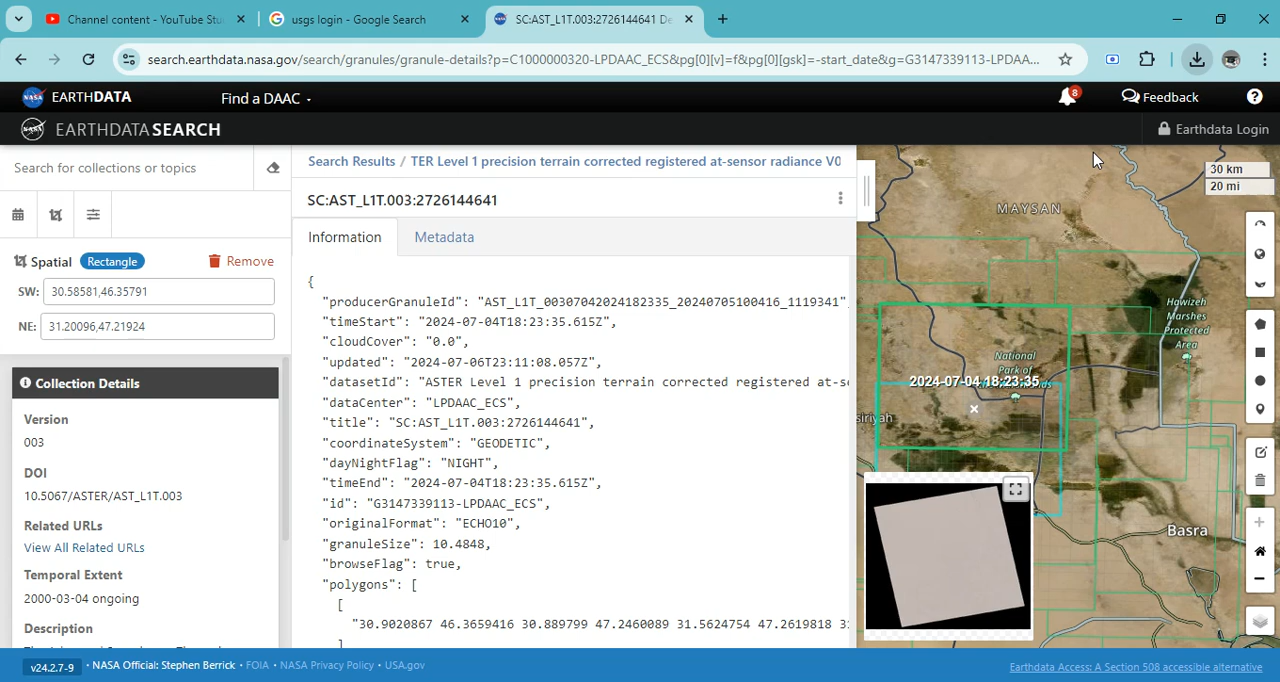 Channel content - YouTube Stu
usgs login - Google Search
SC:AST_L1T.003:2726144641 De
search.earthdata.nasa.gov/search/granules/granule-details?p=C1000000320-LPDAAC_ECS&pg[0][v]=f&pg[0][gsk]=-start_date&g=G3147339113-LPDAA...
NASA EARTHDATA
Find a DAAC
8
Feedback
?
NASA EARTHDATA SEARCH
Earthdata Login
Search for collections or topics
Search Results / TER Level 1 precision terrain corrected registered at-sensor radiance V0
SC:AST_L1T.003:2726144641
Information
Metadata
Spatial Rectangle Remove
SW: 30.58581,46.35791
NE: 31.20096,47.21924
Collection Details
Version
003
DOI
10.5067/ASTER/AST_L1T.003
Related URLs
View All Related URLs
Temporal Extent
2000-03-04 ongoing
Description
{
"producerGranuleId": "AST_L1T_00307042024182335_20240705100416_1119341"
"timeStart": "2024-07-04T18:23:35.615Z",
"cloudCover": "0.0",
"updated": "2024-07-06T23:11:08.057Z",
"datasetId": "ASTER Level 1 precision terrain corrected registered at-se
"dataCenter": "LPDAAC_ECS",
"title": "SC:AST_L1T.003:2726144641",
"coordinateSystem": "GEODETIC",
"dayNightFlag": "NIGHT",
"timeEnd": "2024-07-04T18:23:35.615Z",
"id": "G3147339113-LPDAAC_ECS",
"originalFormat": "ECHO10",
"granuleSize": 10.4848,
"browseFlag": true,
"polygons": [
[
"30.9020867 46.3659416 30.889799 47.2460089 31.5624754 47.2619818 3
]
30 km
20 mi
MAYSAN
Hawizeh
Marshes
Protected
Area
National
Park of
2024-07-04 18:23:35
siriyah
Basra
v24.2.7-9
NASA Official: Stephen Berrick
FOIA
NASA Privacy Policy
USA.gov
Earthdata Access: A Section 508 accessible alternative